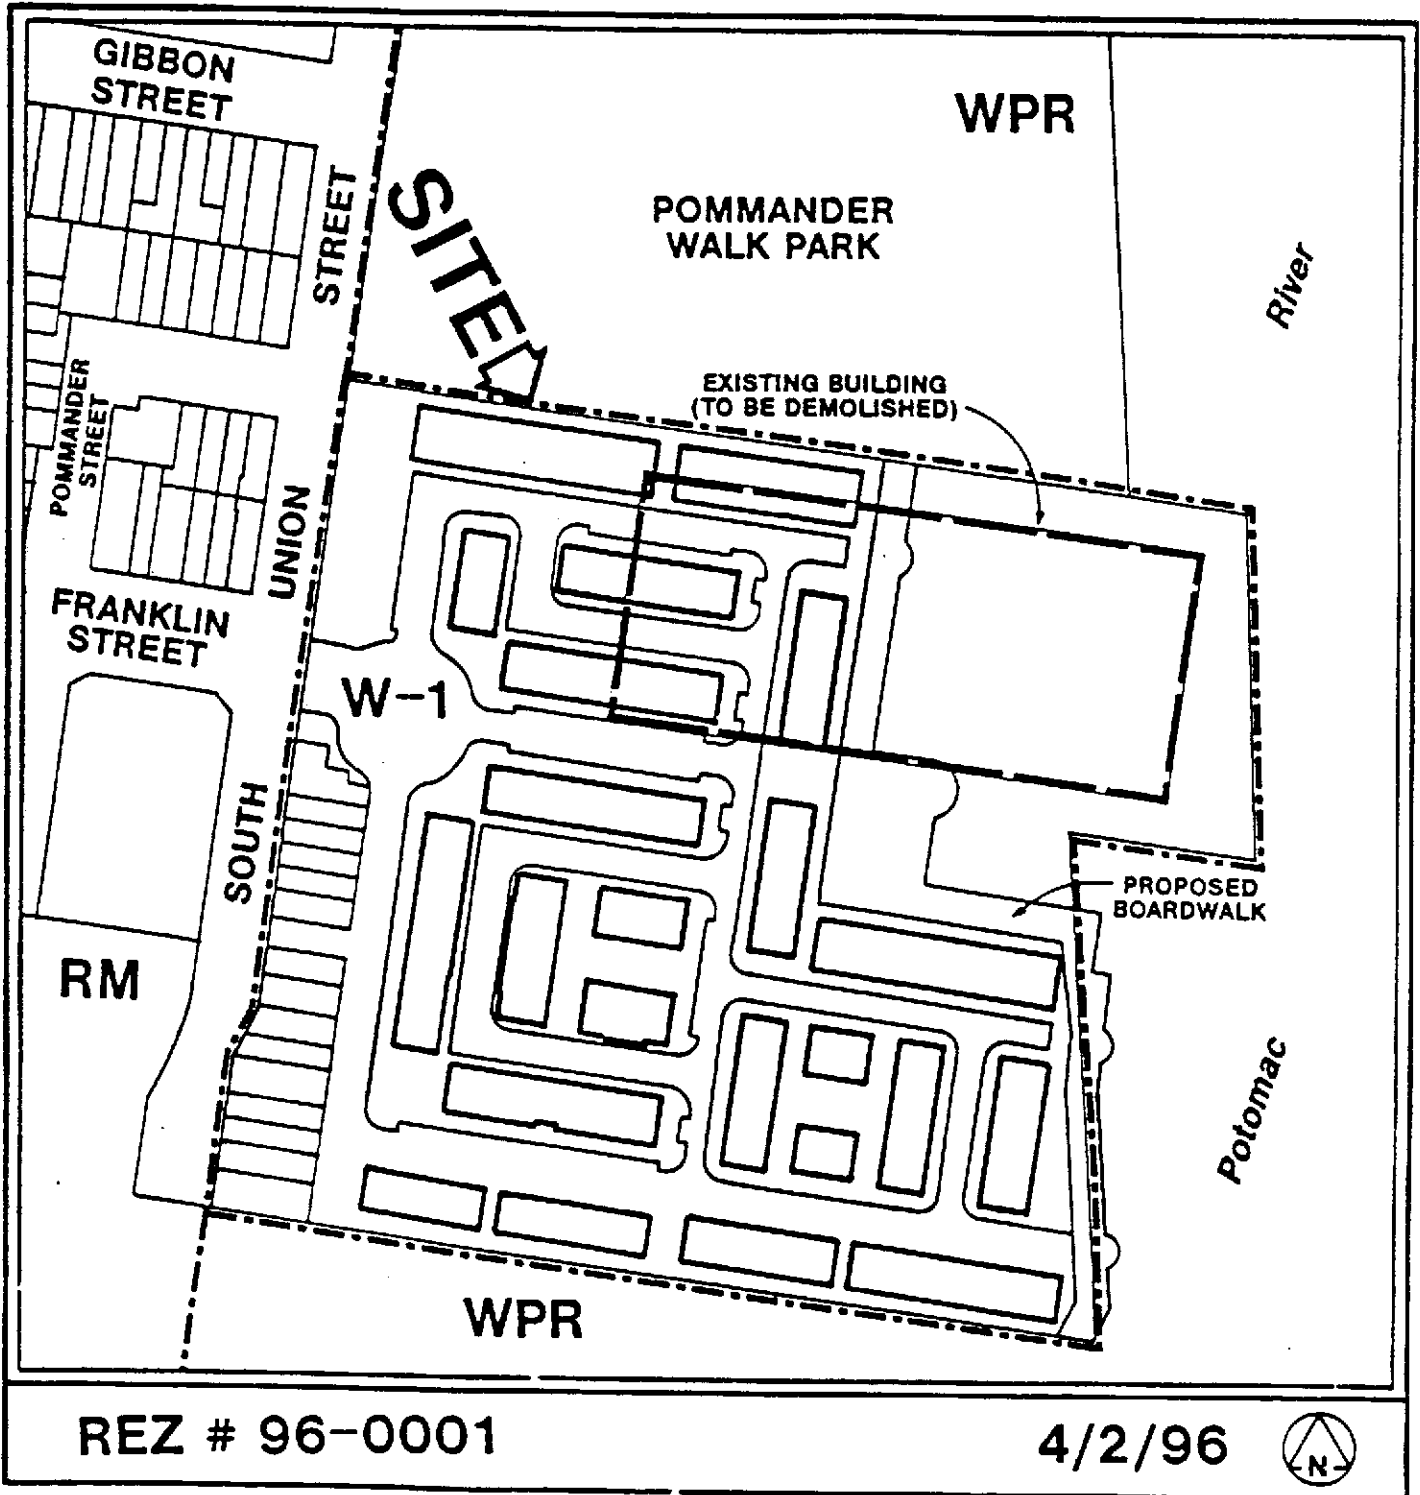 GIBBON
STREET
WPR
STREET
SITE
POMMANDER
WALK PARK
River
EXISTING BUILDING
(TO BE DEMOLISHED)
POMMANDER
STREET
UNION
FRANKLIN
STREET
W-1
SOUTH
PROPOSED
BOARDWALK
RM
Potomac
WPR
REZ # 96-0001
4/2/96
N